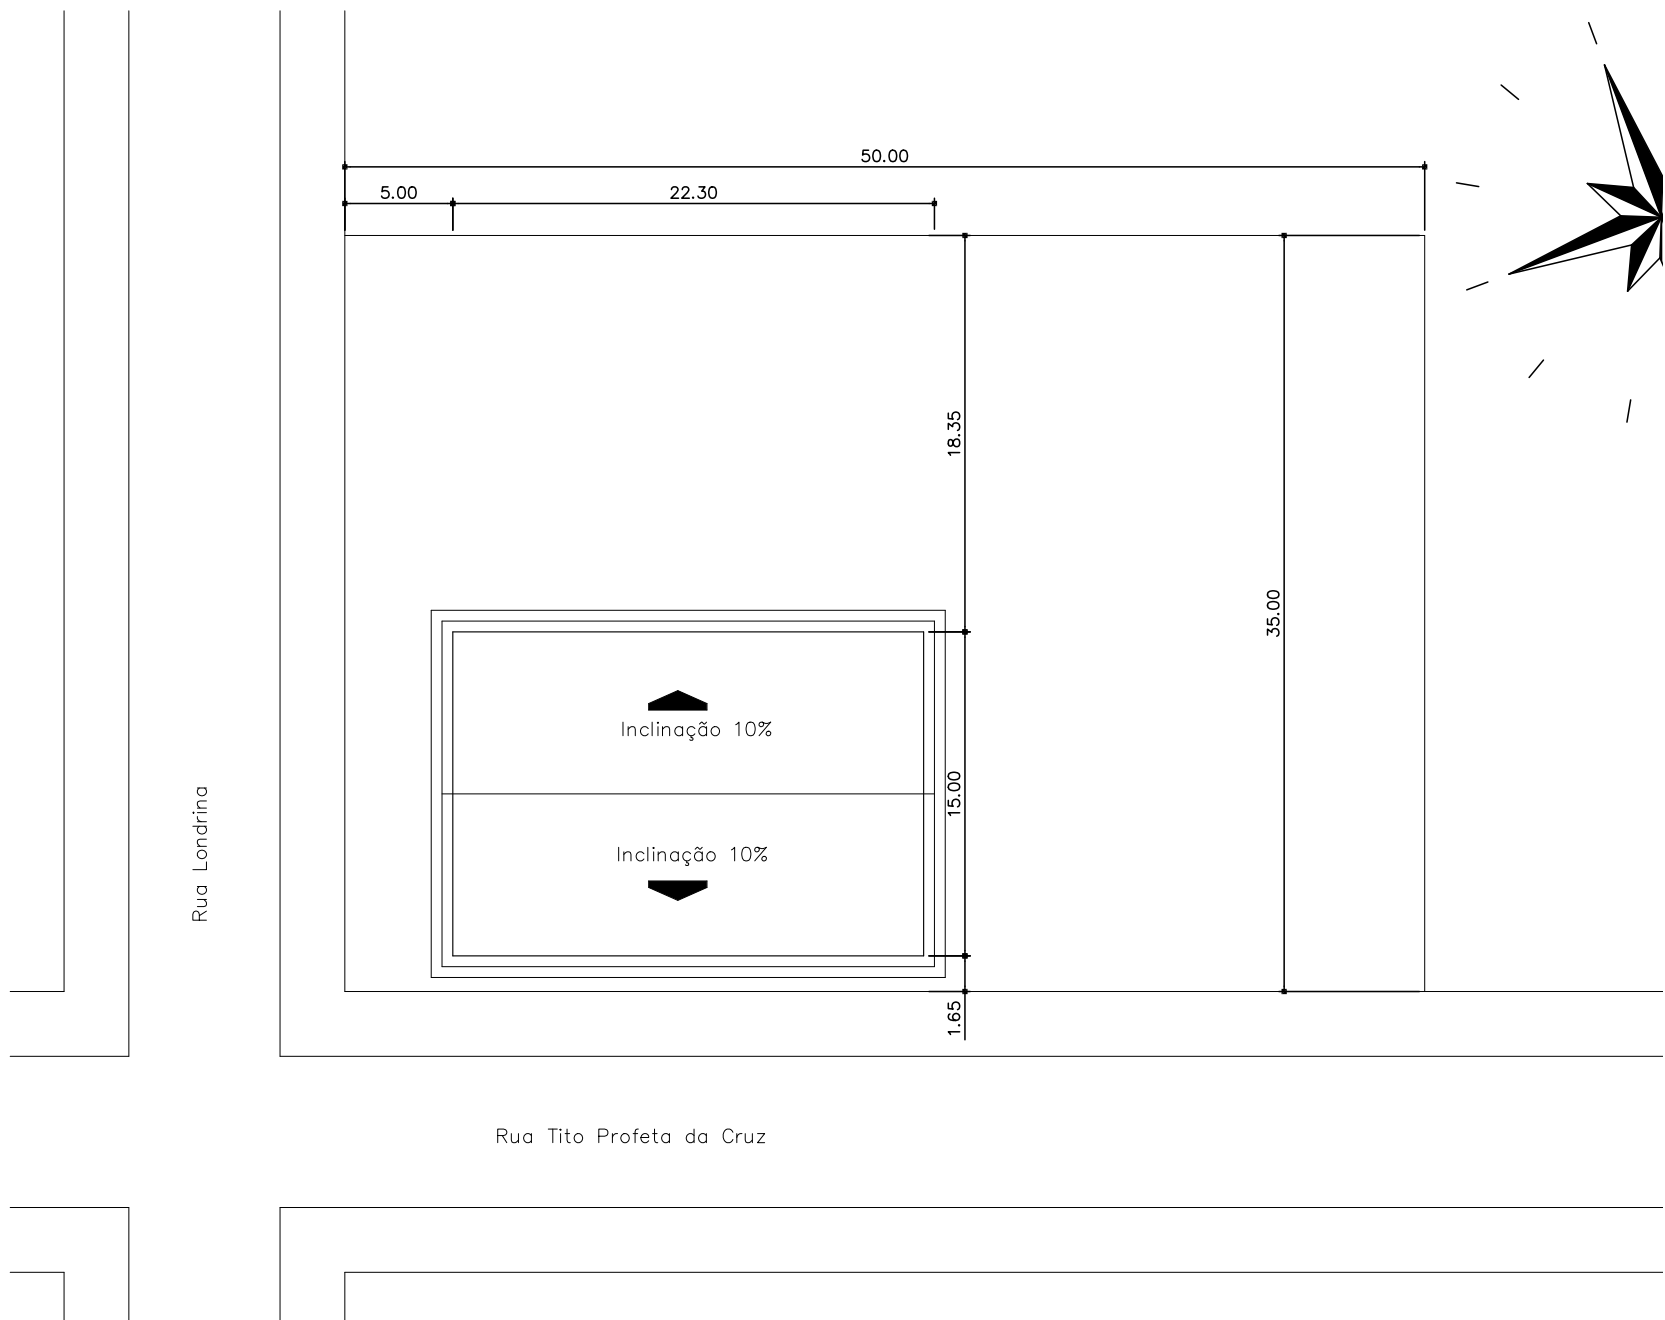 50.00
5.00
22.30
18.35
35.00
Inclinação 10%
15.00
Inclinação 10%
Rua Londrina
1.65
Rua Tito Profeta da Cruz